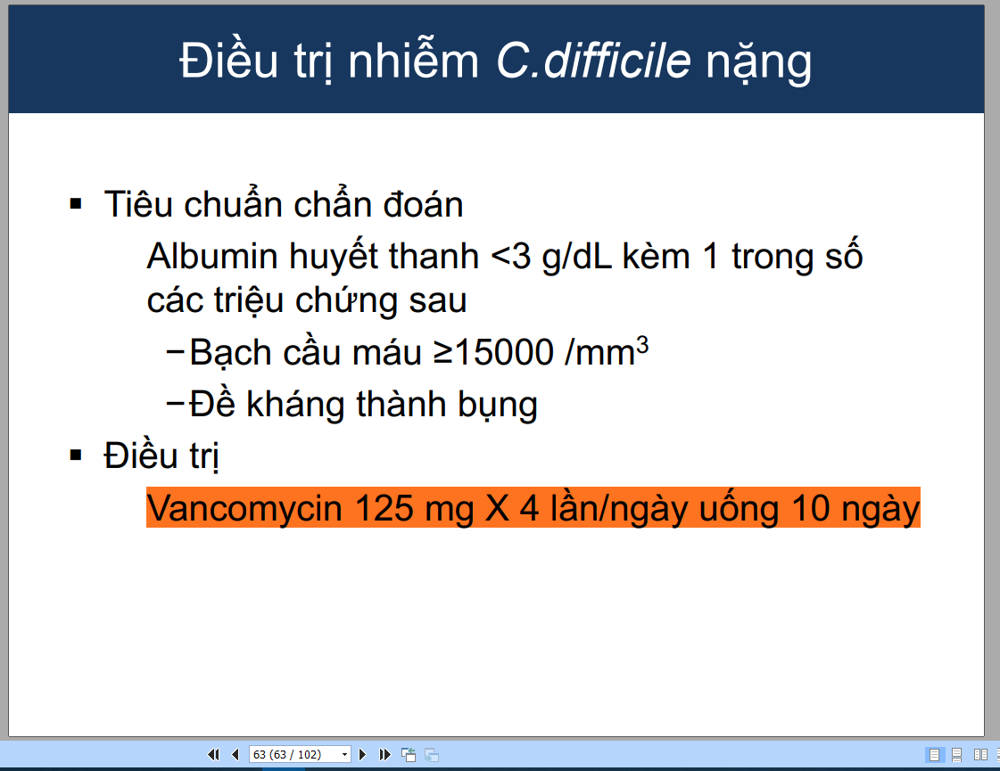 Điều trị nhiễm C.difficile nặng
▪ Tiêu chuẩn chẩn đoán
Albumin huyết thanh <3 g/dL kèm 1 trong số
các triệu chứng sau
−Bạch cầu máu ≥15000 /mm³
−Đề kháng thành bụng
▪ Điều trị
Vancomycin 125 mg X 4 lần/ngày uống 10 ngày
63 (63 / 102)